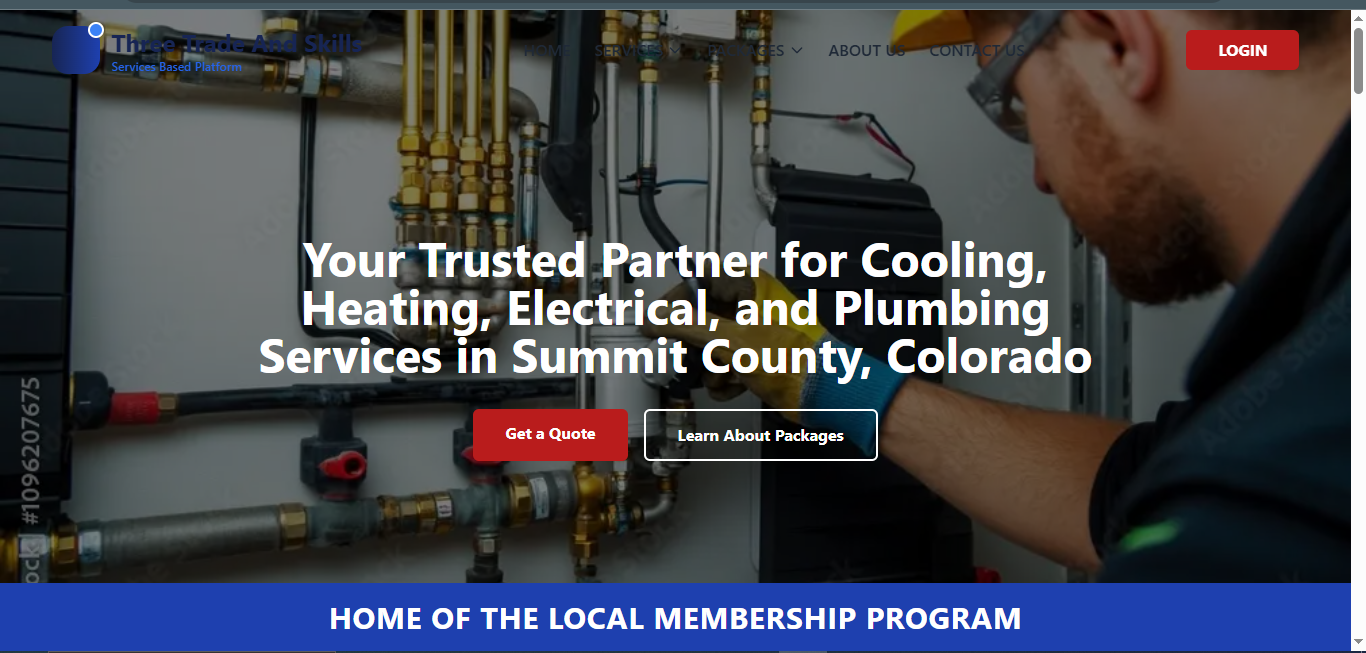 Three Trade And Skills
Services Based Platform
HOME
SERVICES
PACKAGES
ABOUT US
CONTACT US
LOGIN
Your Trusted Partner for Cooling,
Heating, Electrical, and Plumbing
Services in Summit County, Colorado
Get a Quote
Learn About Packages
#1096207675
Adobe Stock
HOME OF THE LOCAL MEMBERSHIP PROGRAM